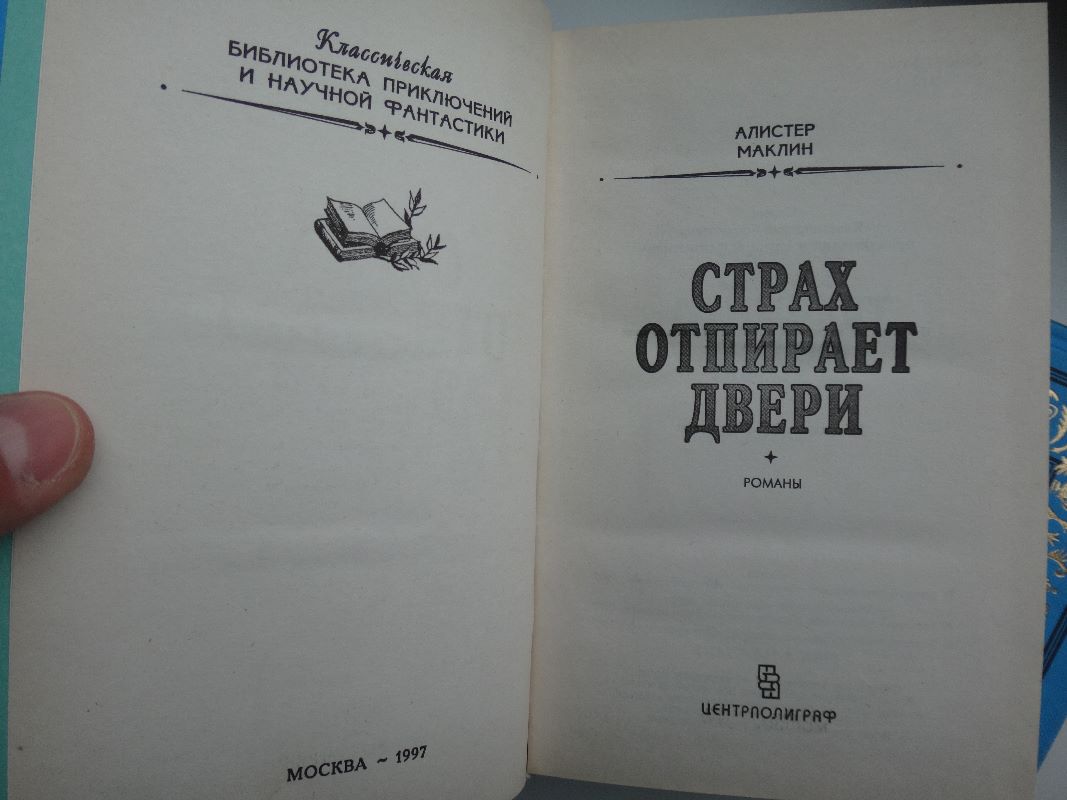 Классическая
БИБЛИОТЕКА ПРИКЛЮЧЕНИЙ
И НАУЧНОЙ ФАНТАСТИКИ
МОСКВА ~ 1997
АЛИСТЕР
МАКЛИН
СТРАХ
ОТПИРАЕТ
ДВЕРИ
РОМАНЫ
ЦЕНТРПОЛИГРАФ